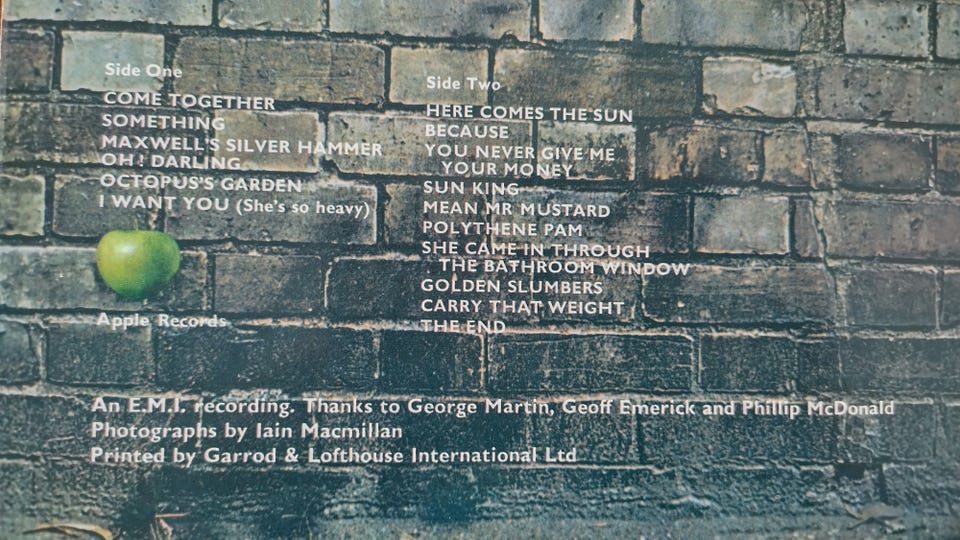 Side One
COME TOGETHER
SOMETHING
MAXWELL'S SILVER HAMMER
OH! DARLING
OCTOPUS'S GARDEN
I WANT YOU (She's so heavy)
Apple Records
Side Two
HERE COMES THE SUN
BECAUSE
YOU NEVER GIVE ME
YOUR MONEY
SUN KING
MEAN MR MUSTARD
POLYTHENE PAM
SHE CAME IN THROUGH
THE BATHROOM WINDOW
GOLDEN SLUMBERS
CARRY THAT WEIGHT
THE END
An E.M.I. recording. Thanks to George Martin, Geoff Emerick and Phillip McDonald
Photographs by Iain Macmillan
Printed by Garrod & Lofthouse International Ltd